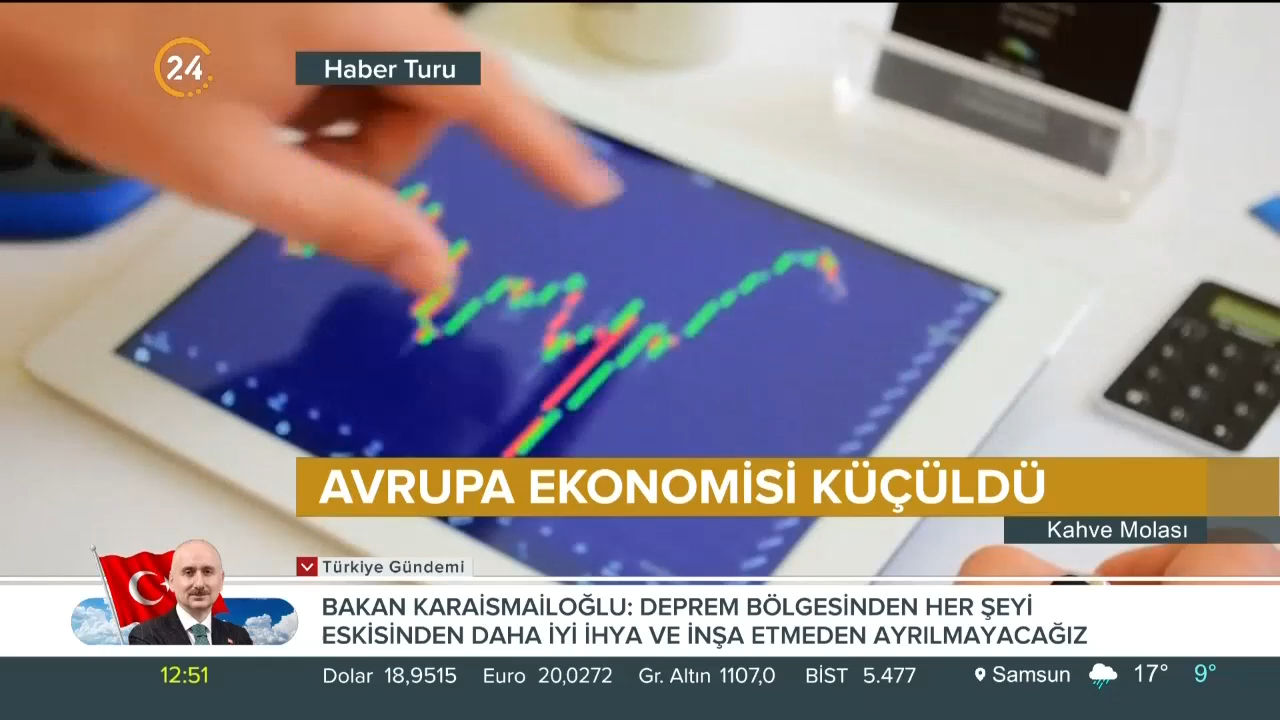 24
Haber Turu
AVRUPA EKONOMİSİ KÜÇÜLDÜ
Kahve Molası
Türkiye Gündemi
BAKAN KARAİSMAİLOĞLU: DEPREM BÖLGESİNDEN HER ŞEYİ
ESKİSİNDEN DAHA İYİ İHYA VE İNŞA ETMEDEN AYRILMAYACAĞIZ
12:51 Dolar 18,9515 Euro 20,0272 Gr. Altın 1107,0 BİST 5.477 Samsun 17° 9°